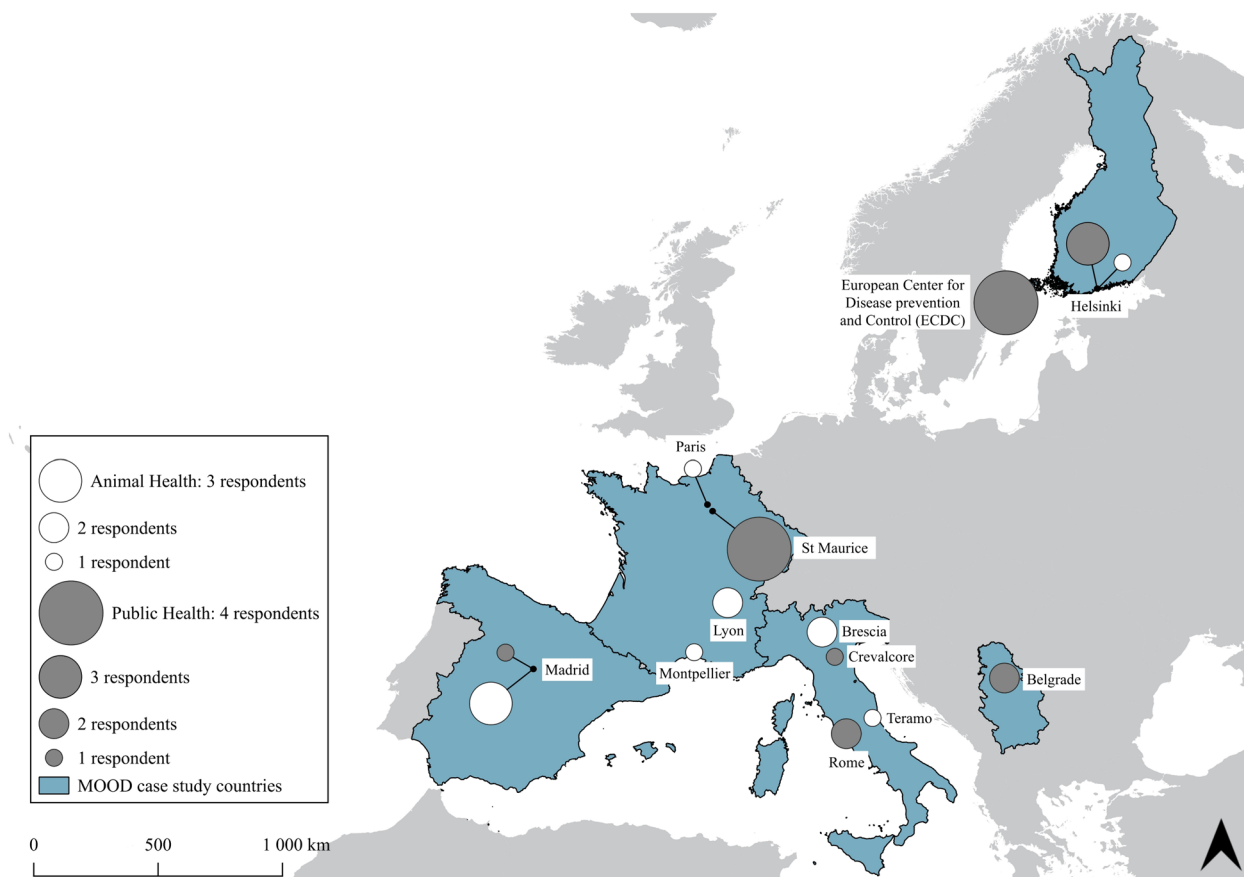 European Center for
Disease prevention
and Control (ECDC)
Helsinki
Paris
St Maurice
Lyon
Brescia
Crevalcore
Madrid
Montpellier
Belgrade
Teramo
Rome
Animal Health: 3 respondents
2 respondents
1 respondent
Public Health: 4 respondents
3 respondents
2 respondents
1 respondent
MOOD case study countries
0 500 1 000 km